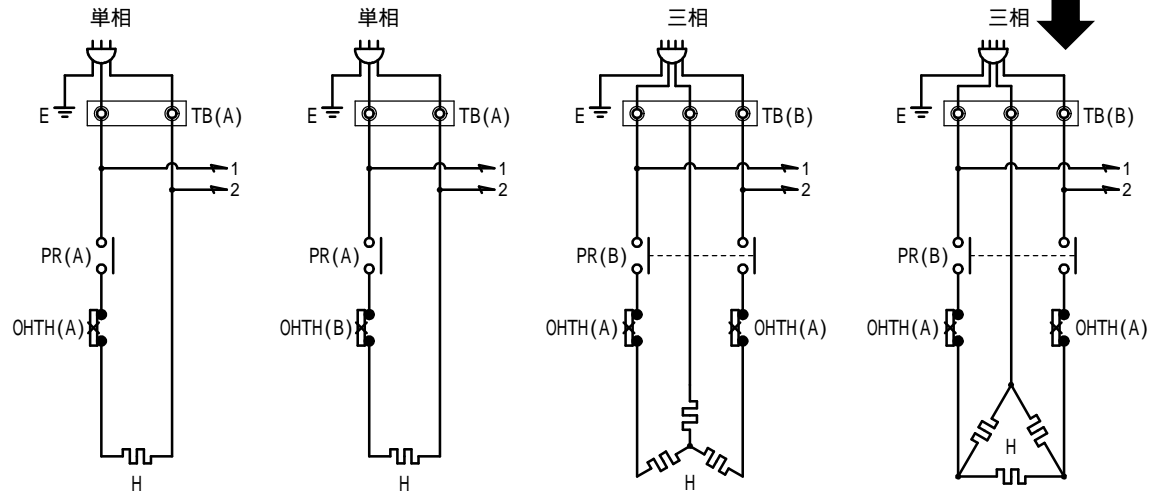 単相 単相 三相 三相
E TB(A) E TB(A) E TB(B) E TB(B)
1 1 1 1
2 2 2 2
PR(A) PR(A) PR(B) PR(B)
OHTH(A) OHTH(B) OHTH(A) OHTH(A) OHTH(A) OHTH(A)
H
H H H